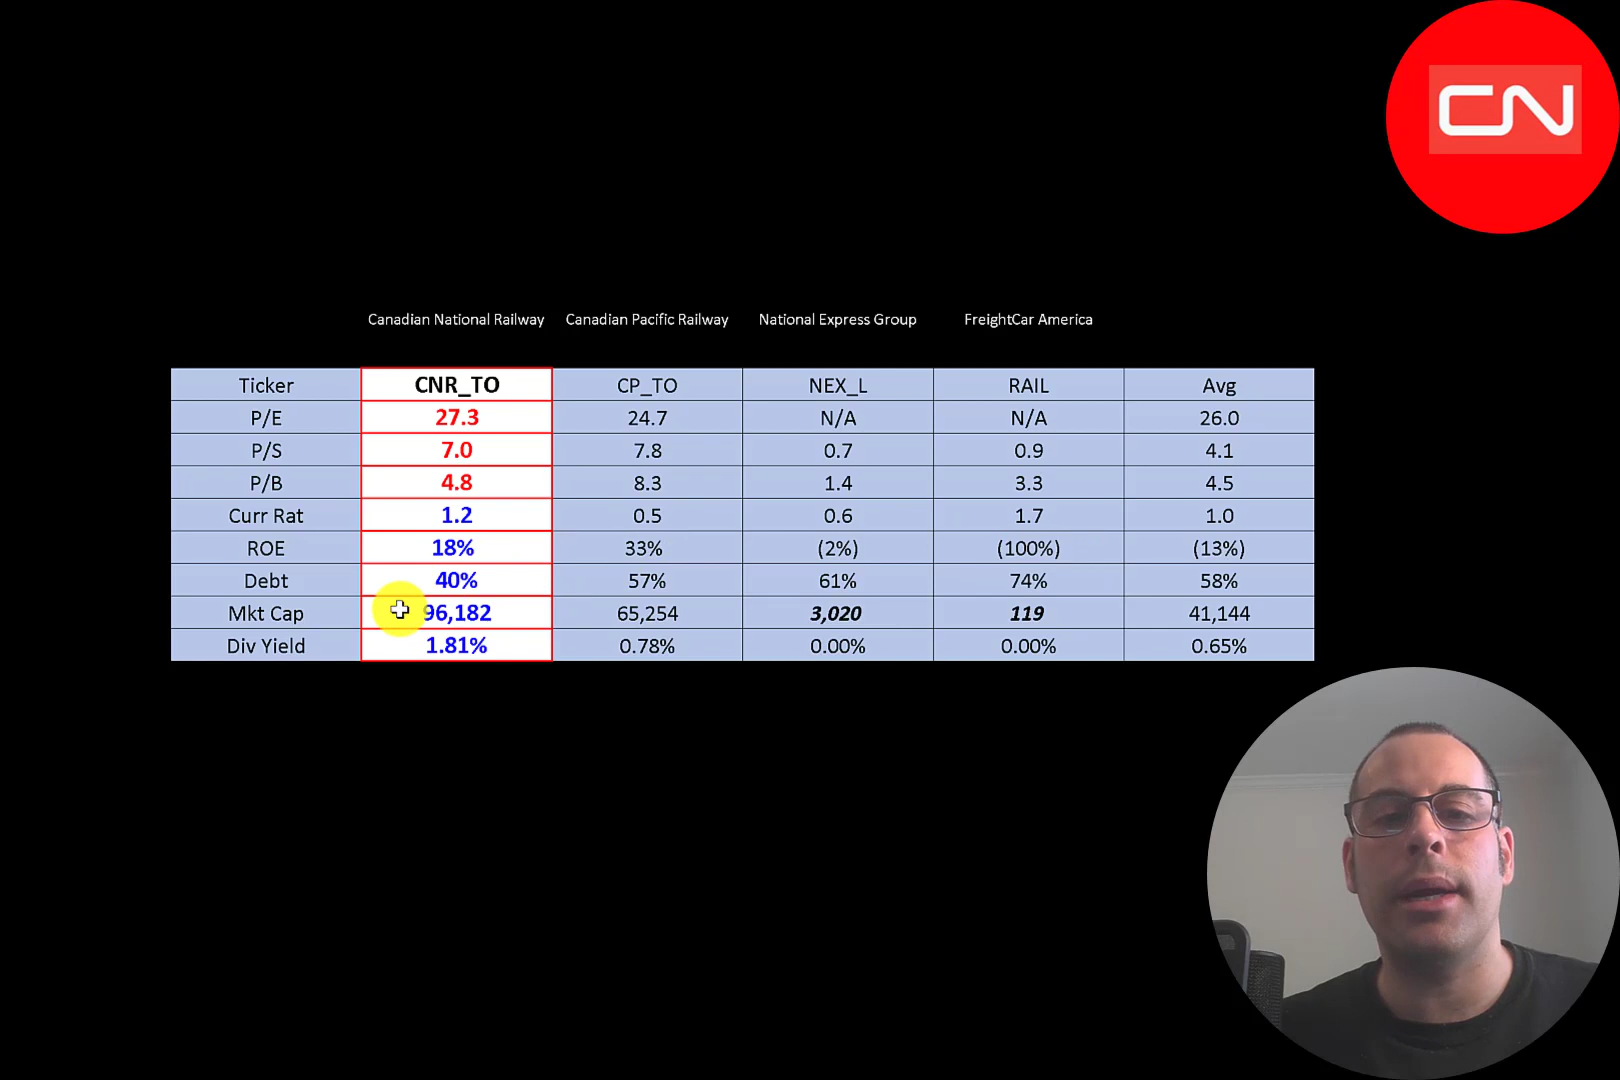 CN
Canadian National Railway Canadian Pacific Railway National Express Group FreightCar America
Ticker CNR_TO CP_TO NEX_L RAIL Avg
P/E 27.3 24.7 N/A N/A 26.0
P/S 7.0 7.8 0.7 0.9 4.1
P/B 4.8 8.3 1.4 3.3 4.5
Curr Rat 1.2 0.5 0.6 1.7 1.0
ROE 18% 33% (2%) (100%) (13%)
Debt 40% 57% 61% 74% 58%
Mkt Cap 96,182 65,254 3,020 119 41,144
Div Yield 1.81% 0.78% 0.00% 0.00% 0.65%